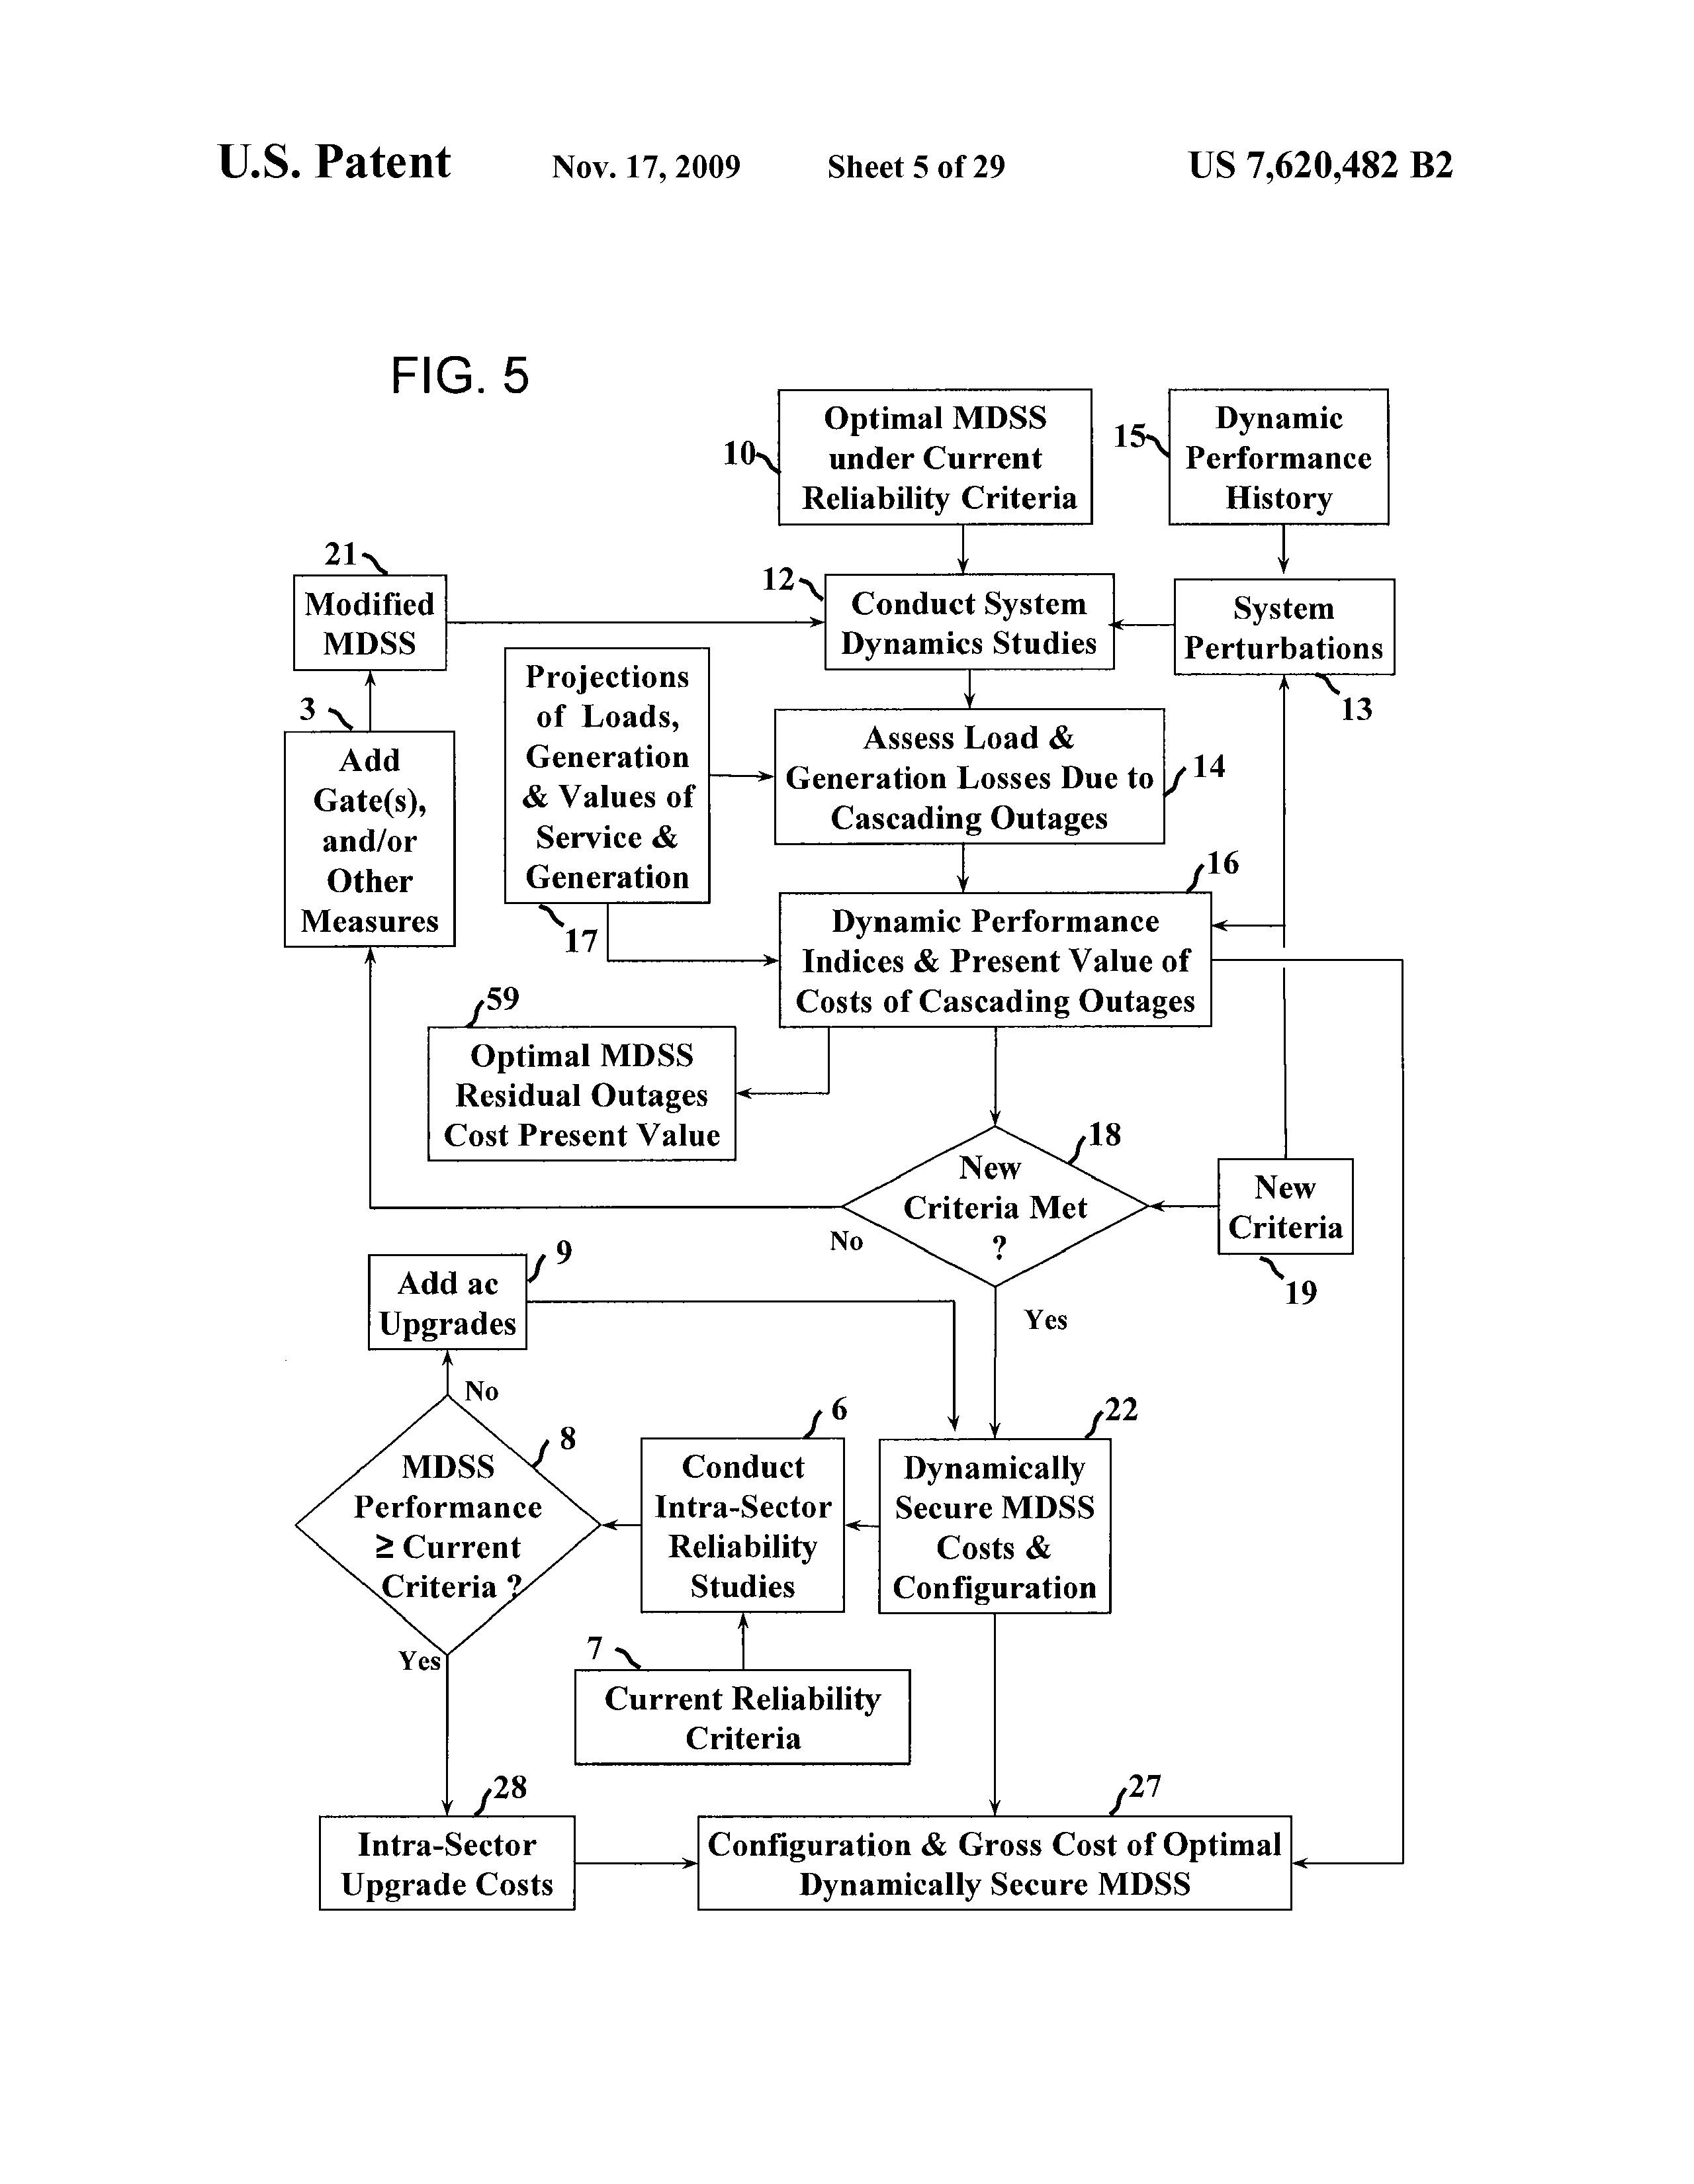 U.S. Patent Nov. 17, 2009 Sheet 5 of 29 US 7,620,482 B2
FIG. 5
10
Optimal MDSS
under Current
Reliability Criteria
15
Dynamic
Performance
History
21
Modified
MDSS
12
Conduct System
Dynamics Studies
System
Perturbations
13
3
Add
Gate(s),
and/or
Other
Measures
Projections
of Loads,
Generation
& Values of
Service &
Generation
17
Assess Load &
Generation Losses Due to
Cascading Outages
14
16
Dynamic Performance
Indices & Present Value of
Costs of Cascading Outages
59
Optimal MDSS
Residual Outages
Cost Present Value
18
New
Criteria Met
?
No
Yes
New
Criteria
19
9
Add ac
Upgrades
No
8
MDSS
Performance
≥ Current
Criteria ?
Yes
6
Conduct
Intra-Sector
Reliability
Studies
22
Dynamically
Secure MDSS
Costs &
Configuration
7
Current Reliability
Criteria
28
Intra-Sector
Upgrade Costs
27
Configuration & Gross Cost of Optimal
Dynamically Secure MDSS